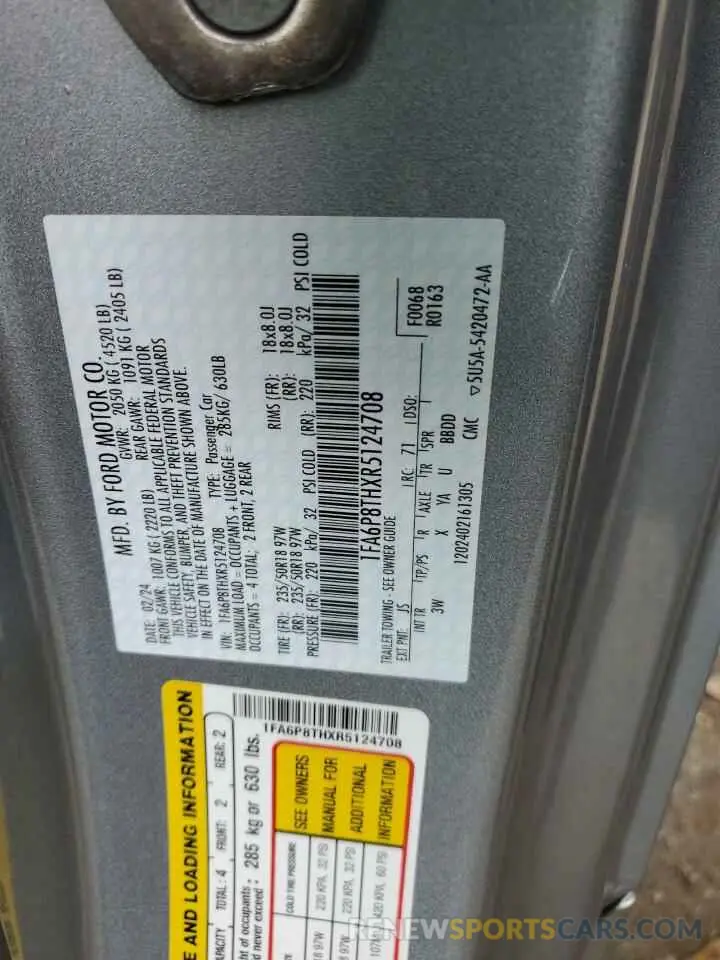 MFD. BY FORD MOTOR CO.
DATE: 02/24 GVWR: 2050 KG ( 4520 LB)
FRONT GAWR: 1007 KG ( 2220 LB) REAR GAWR: 1091 KG ( 2405 LB)
THIS VEHICLE CONFORMS TO ALL APPLICABLE FEDERAL MOTOR
VEHICLE SAFETY, BUMPER, AND THEFT PREVENTION STANDARDS
IN EFFECT ON THE DATE OF MANUFACTURE SHOWN ABOVE.
VIN: 1FA6P8THXR5124708 TYPE: Passenger Car
MAXIMUM LOAD = OCCUPANTS + LUGGAGE = 285KG/ 630LB
OCCUPANTS = 4 TOTAL; 2 FRONT, 2 REAR
TIRE (FR): 235/50R18 97W RIMS (FR): 18x8.0J
(RR): 235/50R18 97W (RR): 18x8.0J
PRESSURE (FR): 220 kPa/ 32 PSI COLD (RR): 220 kPa/ 32 PSI COLD
1FA6P8THXR5124708
TRAILER TOWING - SEE OWNER GUIDE
F0068
R0163
EXT PNT: JS RC: 71 DSO:
INT TR TP/PS R AXLE TR SPR
3W X YA U BBDD
1202402161305 CMC ▽5U5A-5420472-AA
1FA6P8THXR5124708
E AND LOADING INFORMATION
TOTAL: 4 FRONT: 2 REAR: 2
ht of occupants
d never exceed : 285 kg or 630 lbs.
COLD TIRE PRESSURE
220 KPA, 32 PSI
220 KPA, 32 PSI
420 KPA, 60 PSI
SEE OWNERS
MANUAL FOR
ADDITIONAL
INFORMATION
RENEWSPORTSCARS.COM